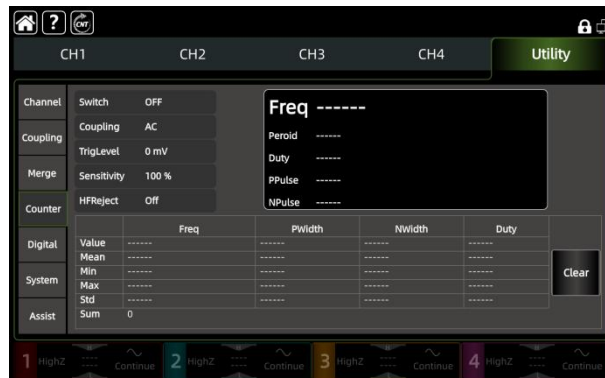 ? CNT
CH1 CH2 CH3 CH4 Utility
Channel
Coupling
Merge
Counter
Digital
System
Assist
Switch OFF
Coupling AC
TrigLevel 0 mV
Sensitivity 100 %
HFReject Off
Freq ------
Peroid ------
Duty ------
PPulse ------
NPulse ------
Freq PWidth NWidth Duty
Value ------ ------ ------ ------
Mean ------ ------ ------ ------
Min ------ ------ ------ ------
Max ------ ------ ------ ------
Std ------ ------ ------ ------
Sum 0
Clear
1 HighZ ---- Continue 2 HighZ ---- Continue 3 HighZ ---- Continue 4 HighZ ---- Continue